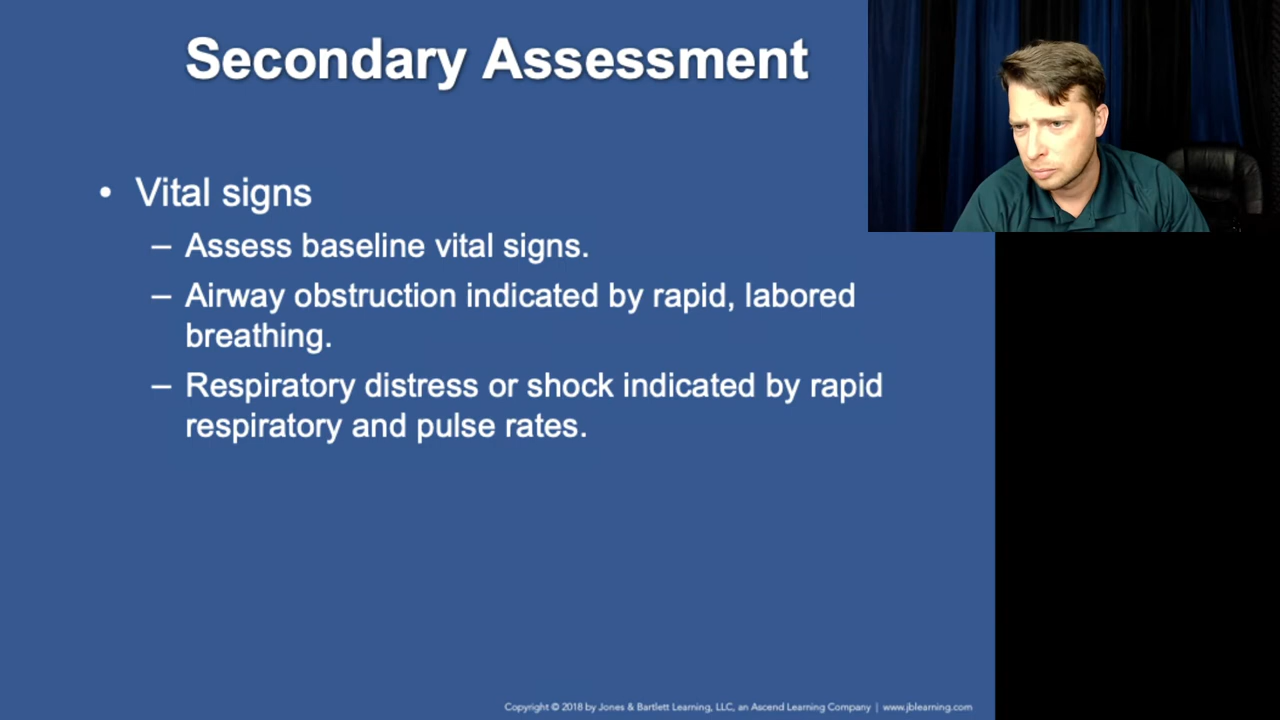 Secondary Assessment
• Vital signs
– Assess baseline vital signs.
– Airway obstruction indicated by rapid, labored
breathing.
– Respiratory distress or shock indicated by rapid
respiratory and pulse rates.
Copyright © 2018 by Jones & Bartlett Learning, LLC, an Ascend Learning Company | www.jblearning.com